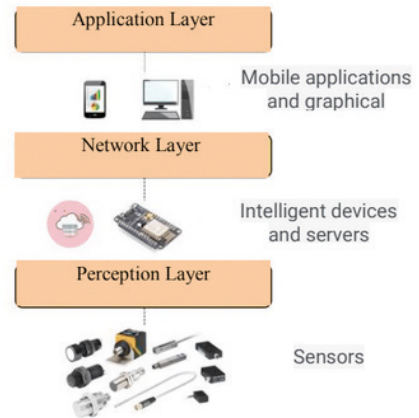 Application Layer
Mobile applications
and graphical
Network Layer
Intelligent devices
and servers
Perception Layer
Sensors